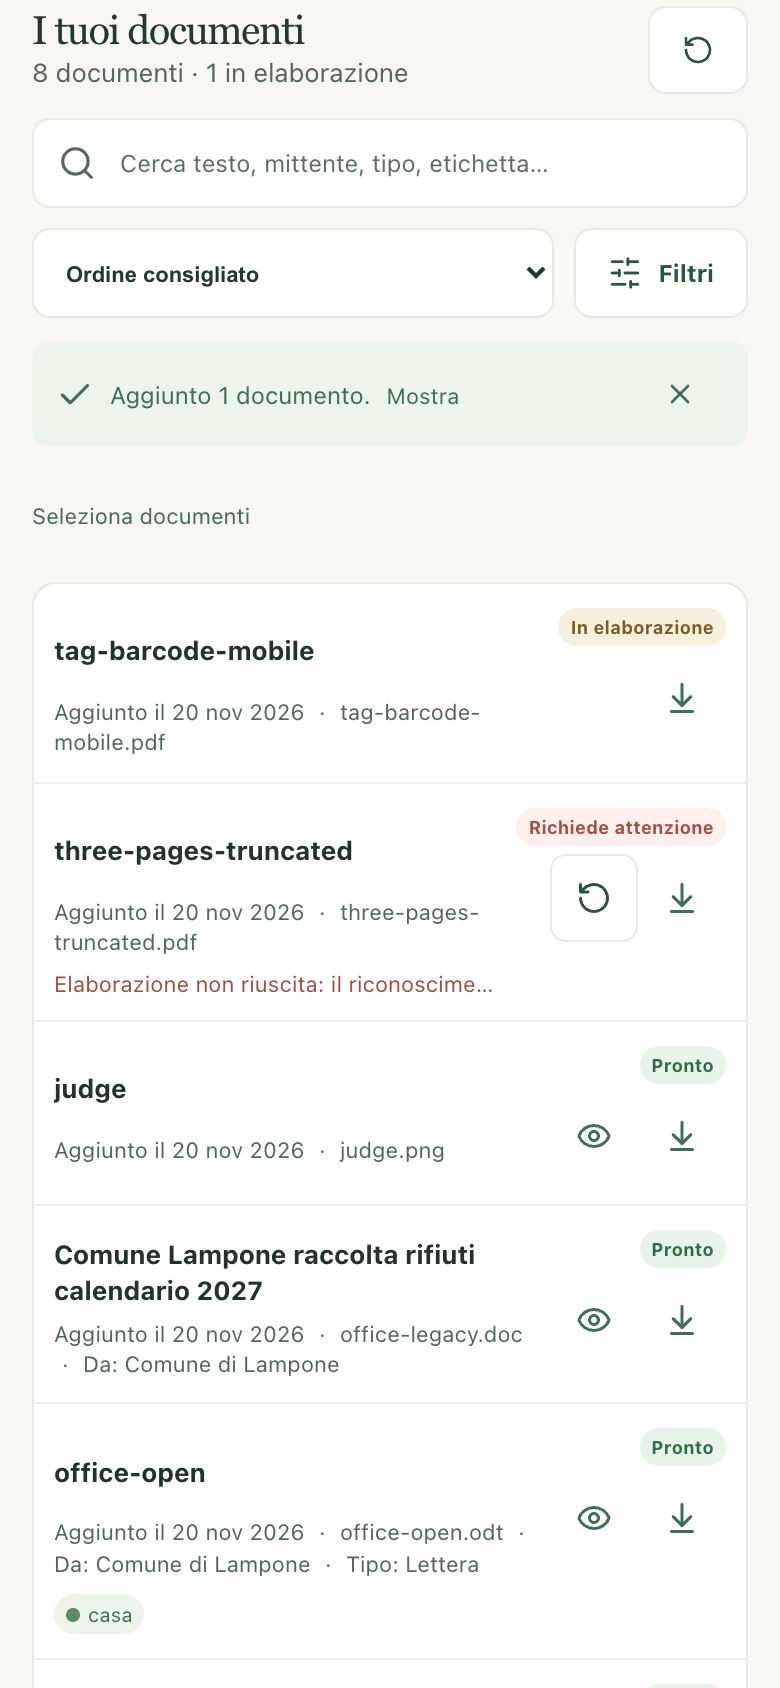 I tuoi documenti
8 documenti · 1 in elaborazione
Cerca testo, mittente, tipo, etichetta...
Ordine consigliato
Filtri
Aggiunto 1 documento. Mostra
Seleziona documenti
In elaborazione
tag-barcode-mobile
Aggiunto il 20 nov 2026 · tag-barcode-
mobile.pdf
Richiede attenzione
three-pages-truncated
Aggiunto il 20 nov 2026 · three-pages-
truncated.pdf
Elaborazione non riuscita: il riconoscime...
Pronto
judge
Aggiunto il 20 nov 2026 · judge.png
Pronto
Comune Lampone raccolta rifiuti
calendario 2027
Aggiunto il 20 nov 2026 · office-legacy.doc
· Da: Comune di Lampone
Pronto
office-open
Aggiunto il 20 nov 2026 · office-open.odt ·
Da: Comune di Lampone · Tipo: Lettera
casa